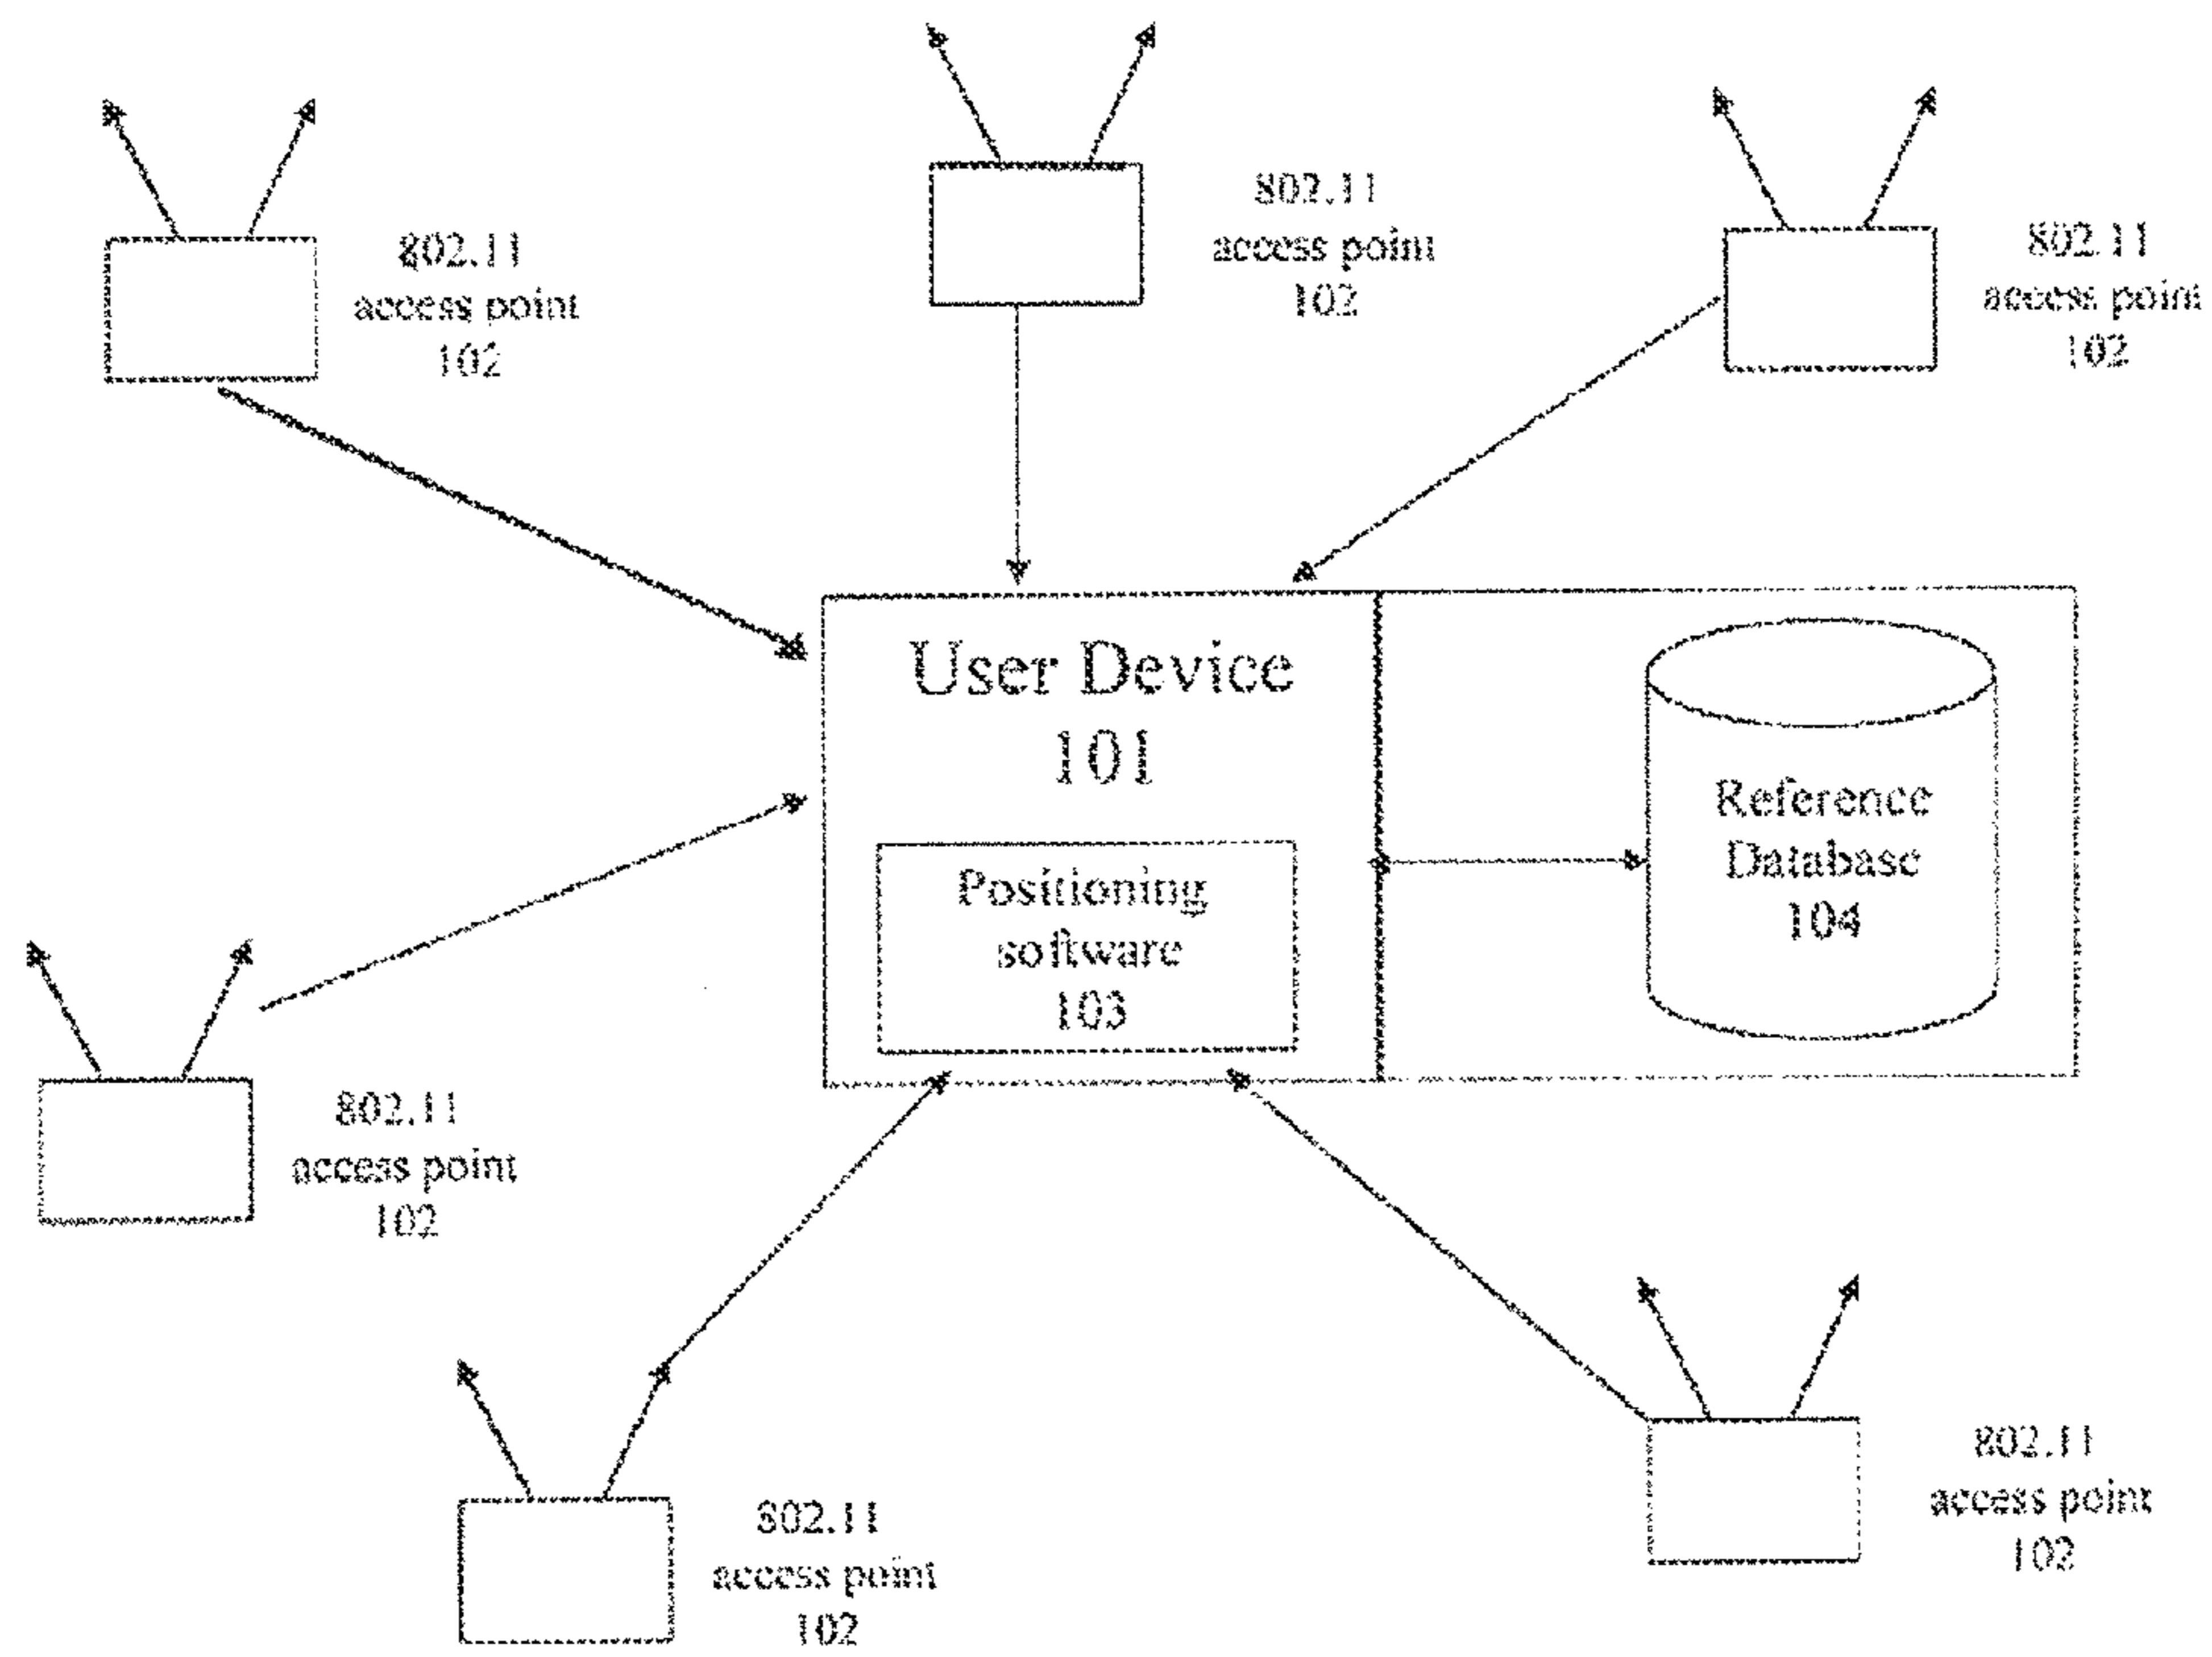 802.11
access point
102
802.11
access point
102
802.11
access point
102
User Device
101
Positioning
software
103
Reference
Database
104
802.11
access point
102
802.11
access point
102
802.11
access point
102